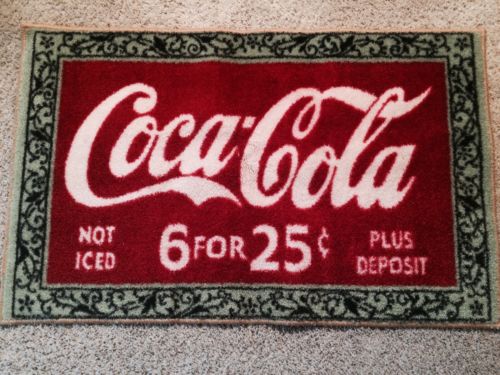 Coca-Cola
NOT ICED
6 FOR 25¢
PLUS DEPOSIT